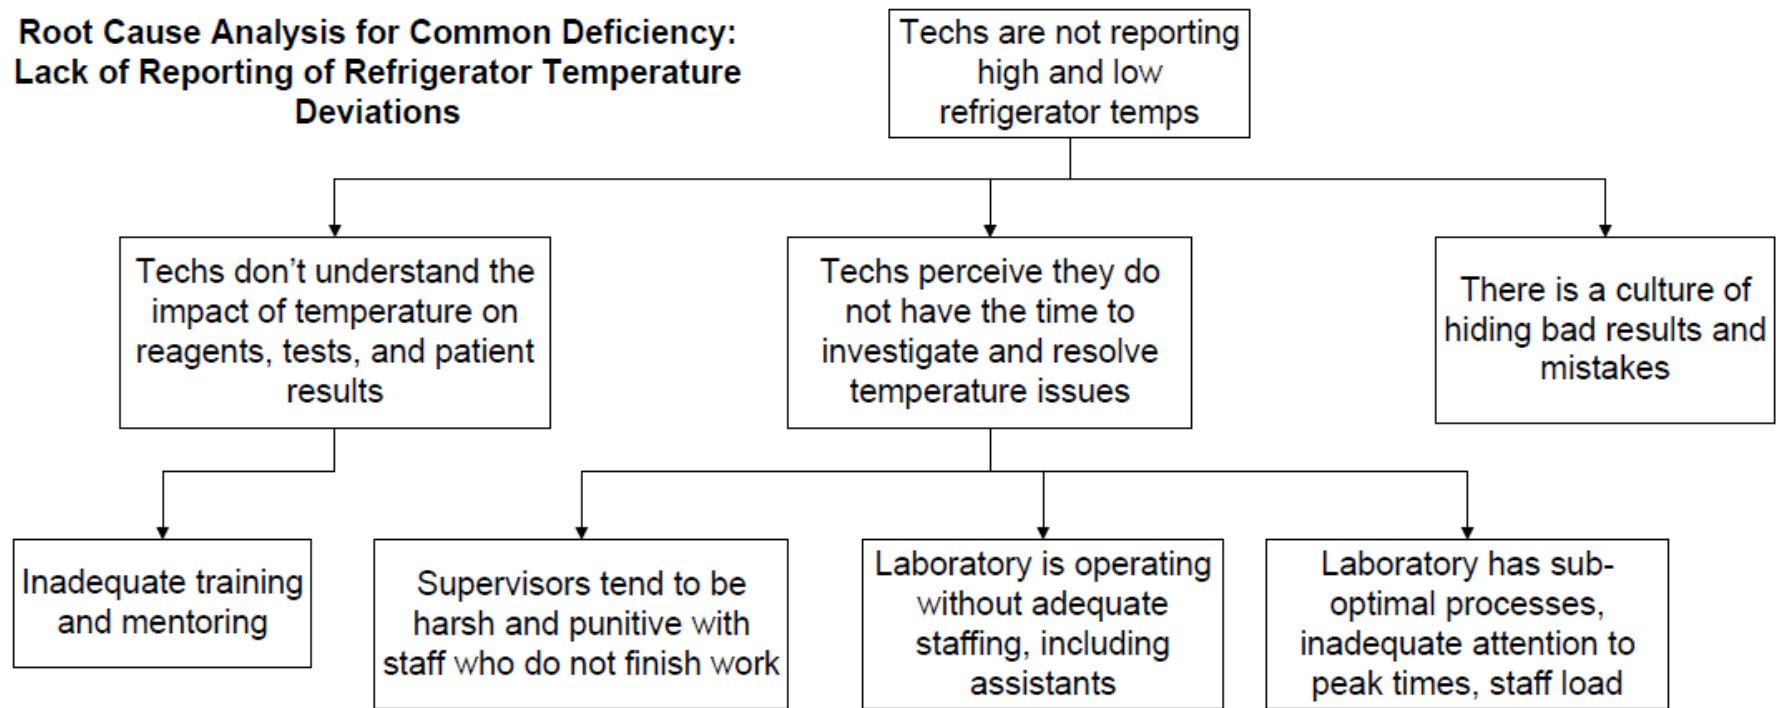 Root Cause Analysis for Common Deficiency:
Lack of Reporting of Refrigerator Temperature
Deviations
Techs are not reporting
high and low
refrigerator temps
Techs don’t understand the
impact of temperature on
reagents, tests, and patient
results
Techs perceive they do
not have the time to
investigate and resolve
temperature issues
There is a culture of
hiding bad results and
mistakes
Inadequate training
and mentoring
Supervisors tend to be
harsh and punitive with
staff who do not finish work
Laboratory is operating
without adequate
staffing, including
assistants
Laboratory has sub-
optimal processes,
inadequate attention to
peak times, staff load